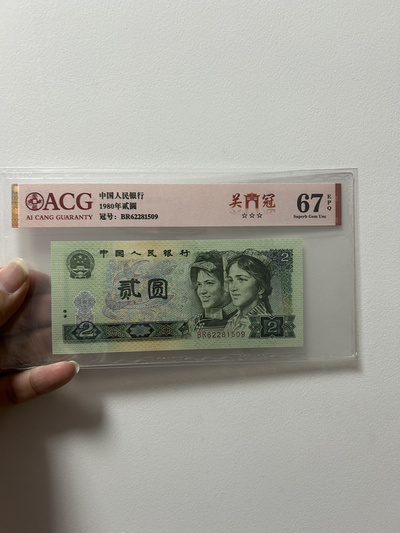 ACG
AI CANG GUARANTY
中国人民银行
1980年贰圆
冠号：BR62281509
关门冠
☆☆☆
67
EPQ
Superb Gem Unc
中国人民银行
2
贰圆
2
2
BR62281509